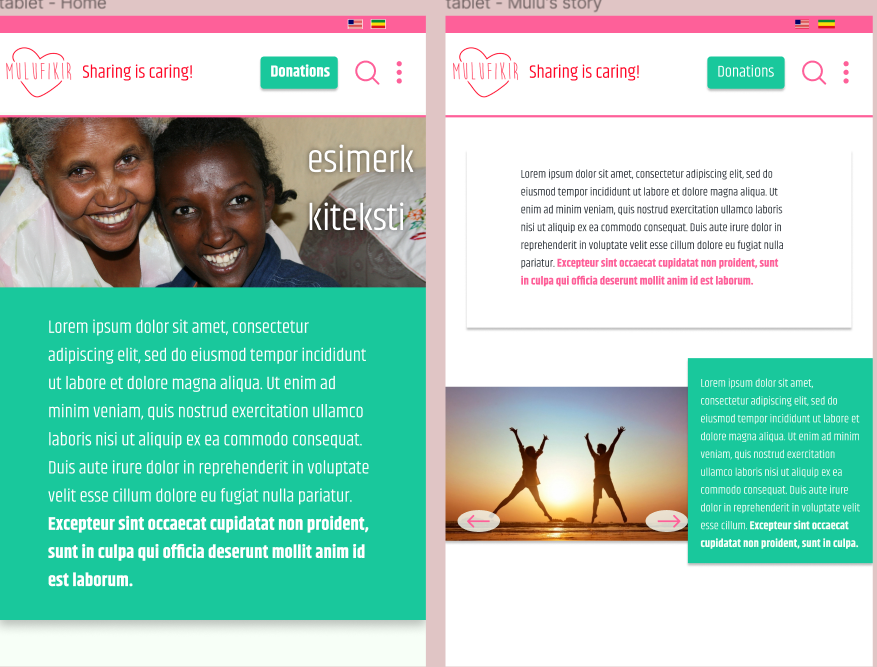 tablet - Home
MULUFIKIR Sharing is caring!
Donations
esimerk
kiteksti
Lorem ipsum dolor sit amet, consectetur
adipiscing elit, sed do eiusmod tempor incididunt
ut labore et dolore magna aliqua. Ut enim ad
minim veniam, quis nostrud exercitation ullamco
laboris nisi ut aliquip ex ea commodo consequat.
Duis aute irure dolor in reprehenderit in voluptate
velit esse cillum dolore eu fugiat nulla pariatur.
Excepteur sint occaecat cupidatat non proident,
sunt in culpa qui officia deserunt mollit anim id
est laborum.
tablet - Mulu's story
MULUFIKIR Sharing is caring!
Donations
Lorem ipsum dolor sit amet, consectetur adipiscing elit, sed do
eiusmod tempor incididunt ut labore et dolore magna aliqua. Ut
enim ad minim veniam, quis nostrud exercitation ullamco laboris
nisi ut aliquip ex ea commodo consequat. Duis aute irure dolor in
reprehenderit in voluptate velit esse cillum dolore eu fugiat nulla
pariatur. Excepteur sint occaecat cupidatat non proident, sunt
in culpa qui officia deserunt mollit anim id est laborum.
Lorem ipsum dolor sit amet,
consectetur adipiscing elit, sed do
eiusmod tempor incididunt ut labore et
dolore magna aliqua. Ut enim ad minim
veniam, quis nostrud exercitation
ullamco laboris nisi ut aliquip ex ea
commodo consequat. Duis aute irure
dolor in reprehenderit in voluptate velit
esse cillum. Excepteur sint occaecat
cupidatat non proident, sunt in culpa.